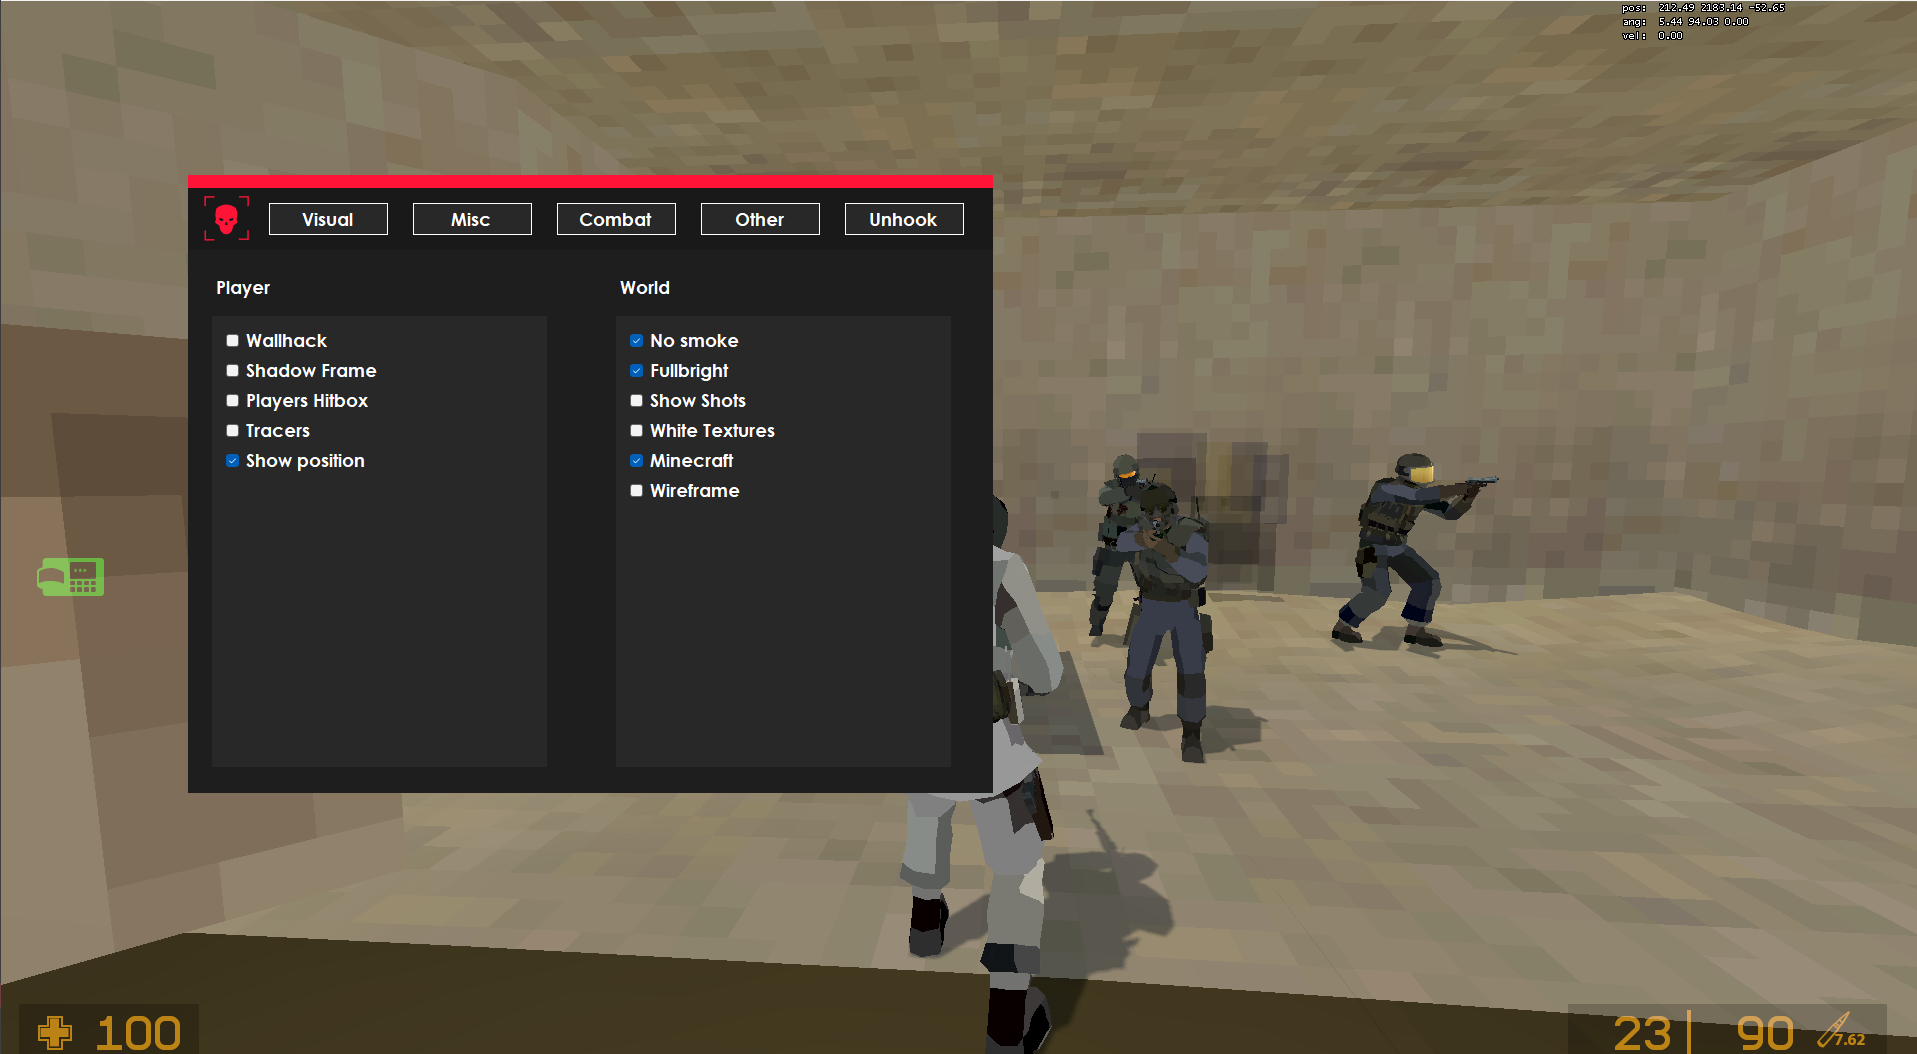 pos: 212.49 2183.14 -52.65
ang: 5.44 94.03 0.00
vel: 0.00
Visual
Misc
Combat
Other
Unhook
Player
Wallhack
Shadow Frame
Players Hitbox
Tracers
Show position
World
No smoke
Fullbright
Show Shots
White Textures
Minecraft
Wireframe
100
23 90 7.62